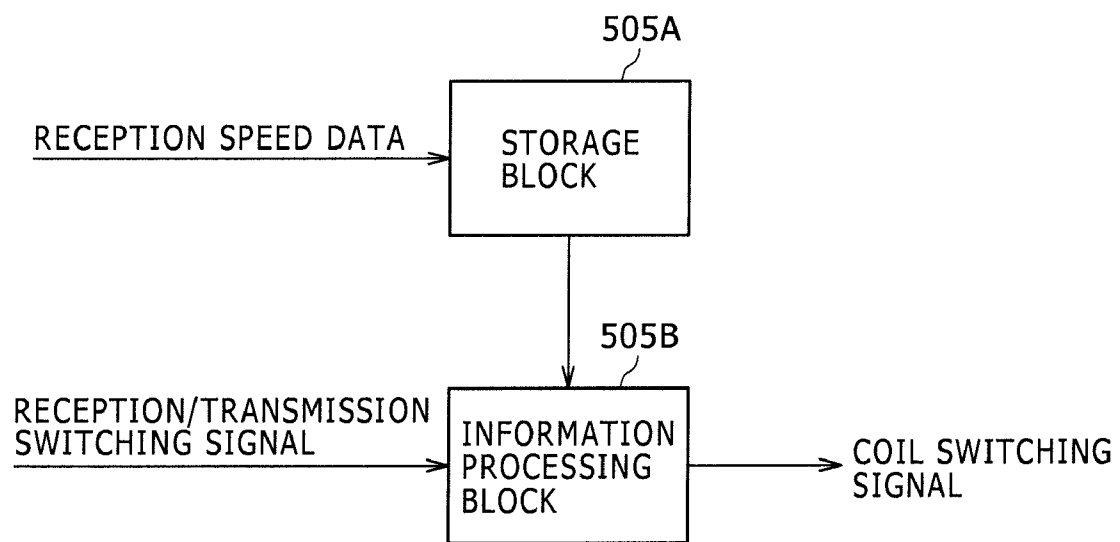 505A
RECEPTION SPEED DATA
STORAGE
BLOCK
505B
RECEPTION/TRANSMISSION
SWITCHING SIGNAL
INFORMATION
PROCESSING
BLOCK
COIL SWITCHING
SIGNAL